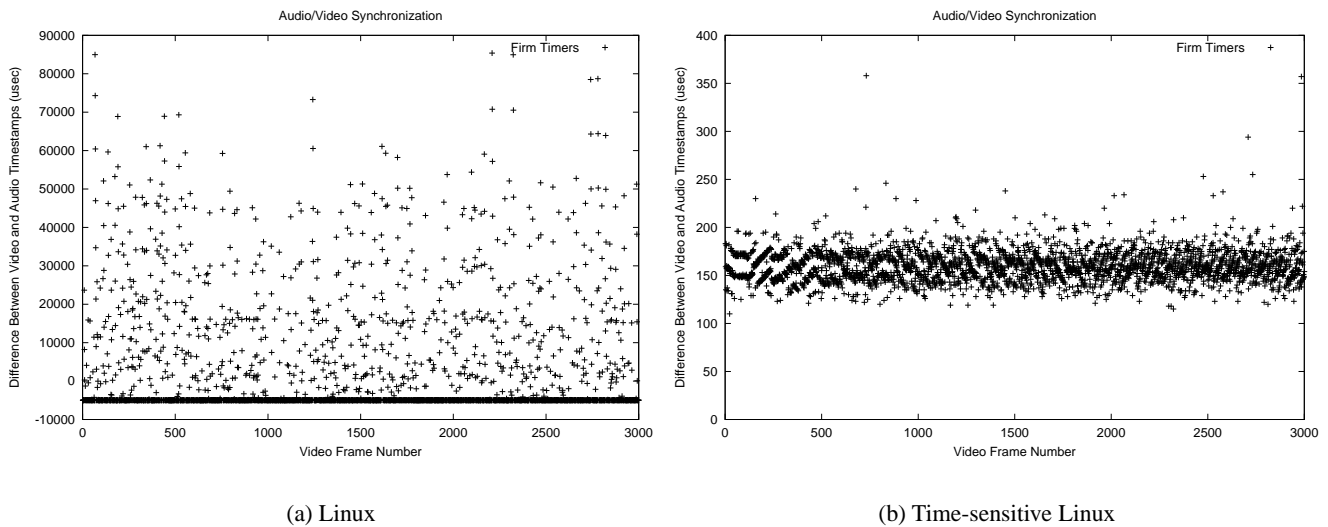 Audio/Video Synchronization
Difference Between Video and Audio Timestamps (usec)
90000
80000
70000
60000
50000
40000
30000
20000
10000
0
-10000
Firm Timers
0 500 1000 1500 2000 2500 3000
Video Frame Number
(a) Linux
Audio/Video Synchronization
Difference Between Video and Audio Timestamps (usec)
400
350
300
250
200
150
100
50
0
Firm Timers
0 500 1000 1500 2000 2500 3000
Video Frame Number
(b) Time-sensitive Linux